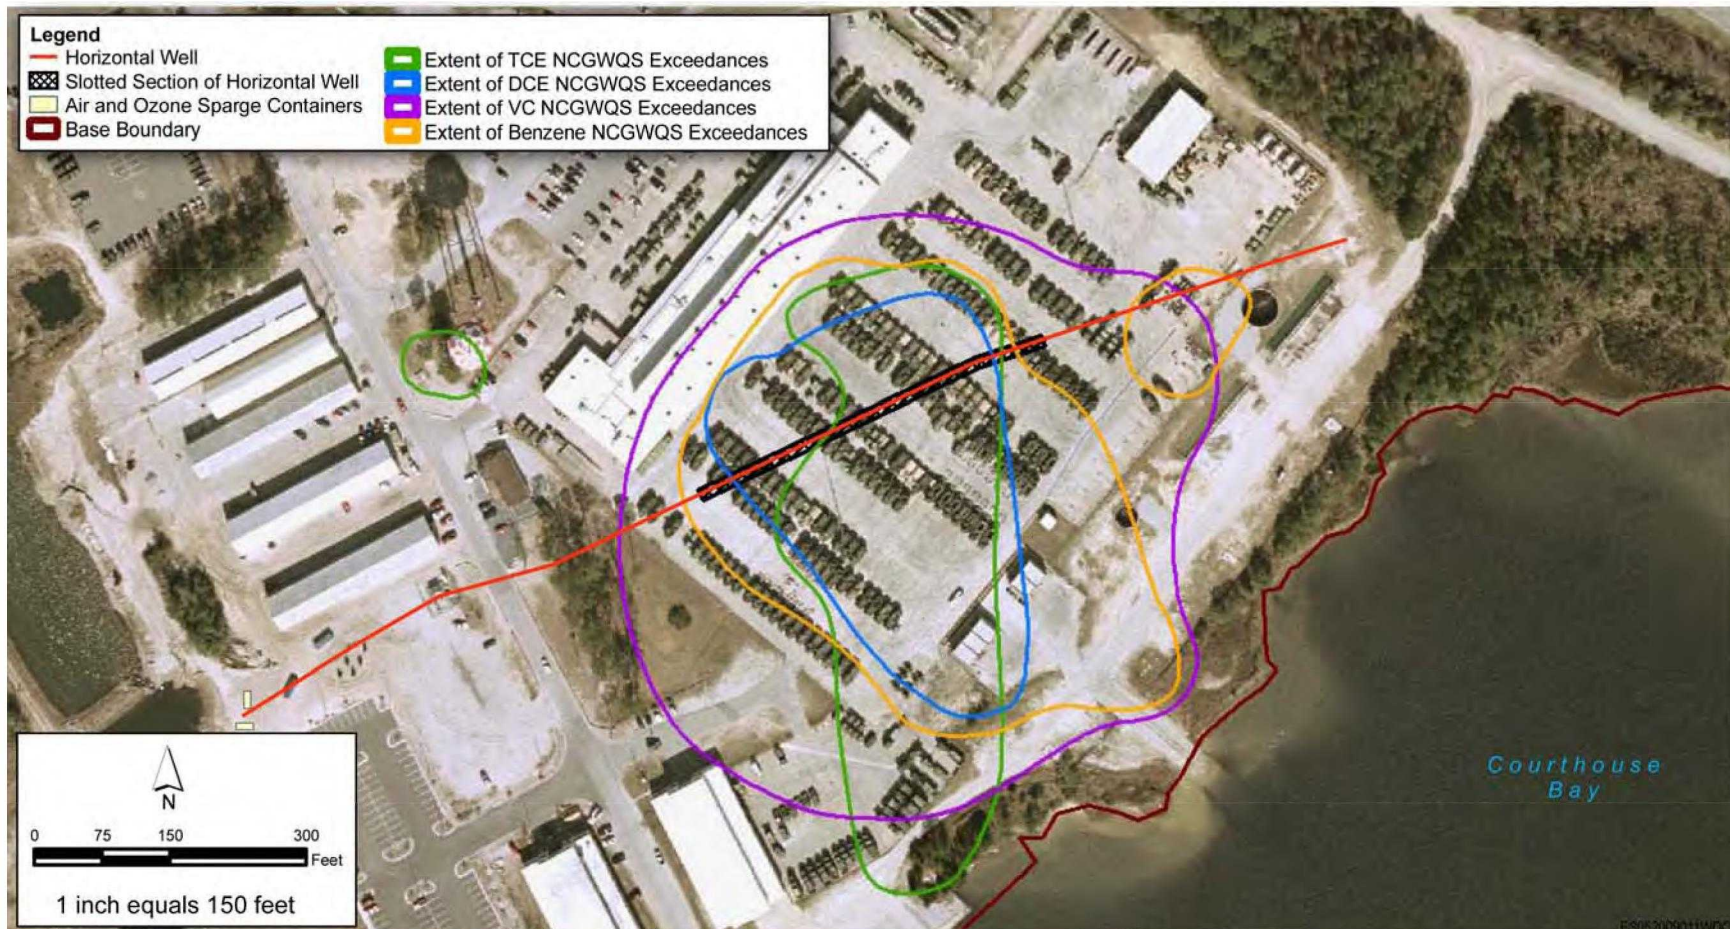 Legend
Horizontal Well
Slotted Section of Horizontal Well
Air and Ozone Sparge Containers
Base Boundary
Extent of TCE NCGWQS Exceedances
Extent of DCE NCGWQS Exceedances
Extent of VC NCGWQS Exceedances
Extent of Benzene NCGWQS Exceedances
Courthouse
Bay
N
0 75 150 300
Feet
1 inch equals 150 feet